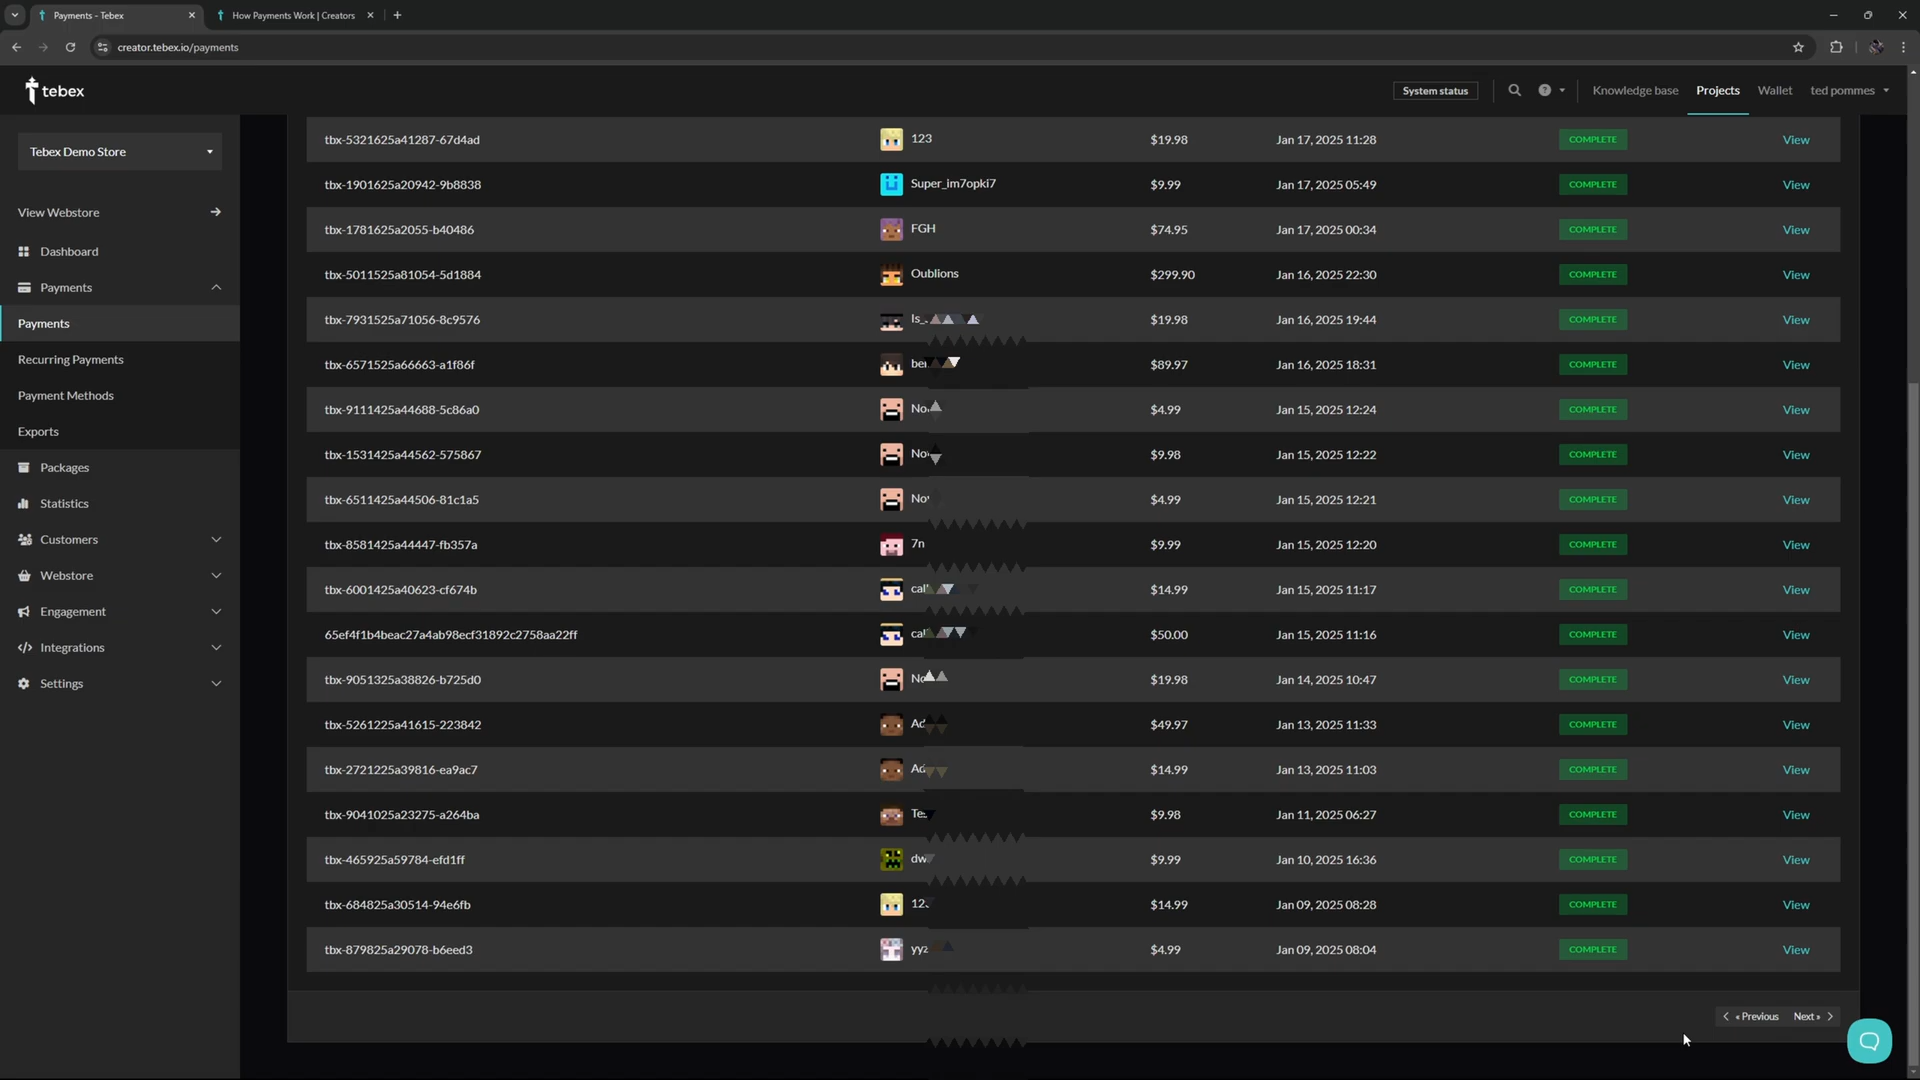 Payments - Tebex
How Payments Work | Creators
creator.tebex.io/payments
tebex
System status
Knowledge base
Projects
Wallet
ted pommes
Tebex Demo Store
View Webstore
Dashboard
Payments
Payments
Recurring Payments
Payment Methods
Exports
Packages
Statistics
Customers
Webstore
Engagement
Integrations
Settings
tbx-5321625a41287-67d4ad 123 $19.98 Jan 17, 2025 11:28 COMPLETE View
tbx-1901625a20942-9b8838 Super_im7opki7 $9.99 Jan 17, 2025 05:49 COMPLETE View
tbx-1781625a2055-b40486 FGH $74.95 Jan 17, 2025 00:34 COMPLETE View
tbx-5011525a81054-5d1884 Oublions $299.90 Jan 16, 2025 22:30 COMPLETE View
tbx-7931525a71056-8c9576 $19.98 Jan 16, 2025 19:44 COMPLETE View
tbx-6571525a66663-a1f86f $89.97 Jan 16, 2025 18:31 COMPLETE View
tbx-9111425a44688-5c86a0 $4.99 Jan 15, 2025 12:24 COMPLETE View
tbx-1531425a44562-575867 $9.98 Jan 15, 2025 12:22 COMPLETE View
tbx-6511425a44506-81c1a5 $4.99 Jan 15, 2025 12:21 COMPLETE View
tbx-8581425a44447-fb357a 7n $9.99 Jan 15, 2025 12:20 COMPLETE View
tbx-6001425a40623-cf674b $14.99 Jan 15, 2025 11:17 COMPLETE View
65ef4f1b4beac27a4ab98ecf31892c2758aa22ff $50.00 Jan 15, 2025 11:16 COMPLETE View
tbx-9051325a38826-b725d0 $19.98 Jan 14, 2025 10:47 COMPLETE View
tbx-5261225a41615-223842 $49.97 Jan 13, 2025 11:33 COMPLETE View
tbx-2721225a39816-ea9ac7 $14.99 Jan 13, 2025 11:03 COMPLETE View
tbx-9041025a23275-a264ba $9.98 Jan 11, 2025 06:27 COMPLETE View
tbx-465925a59784-efd1ff $9.99 Jan 10, 2025 16:36 COMPLETE View
tbx-684825a30514-94e6fb $14.99 Jan 09, 2025 08:28 COMPLETE View
tbx-879825a29078-b6eed3 $4.99 Jan 09, 2025 08:04 COMPLETE View
« Previous Next »